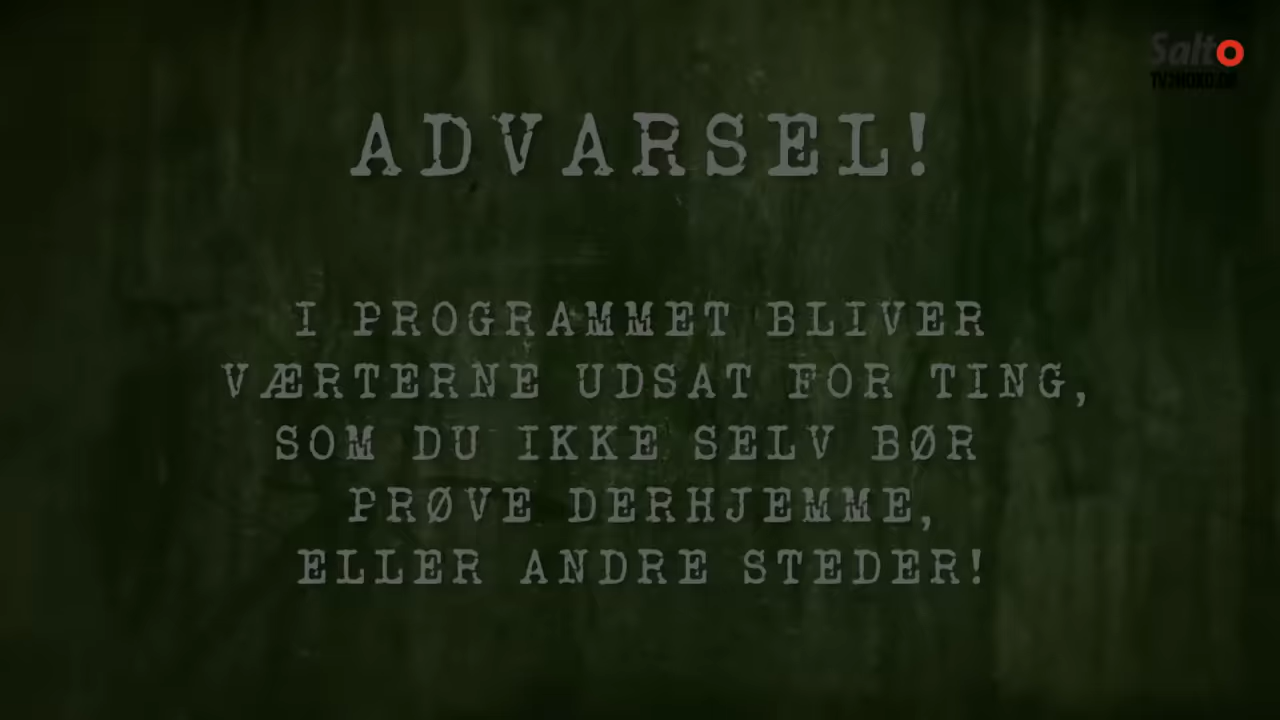 Salto
ADVARSEL!
I PROGRAMMET BLIVER
VÆRTERNE UDSAT FOR TING,
SOM DU IKKE SELV BØR
PRØVE DERHJEMME,
ELLER ANDRE STEDER!